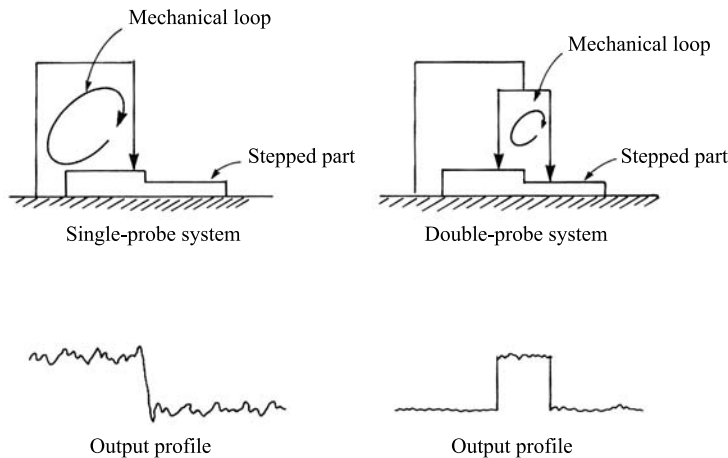 Mechanical loop
Mechanical loop
Stepped part
Stepped part
Single-probe system
Double-probe system
Output profile
Output profile